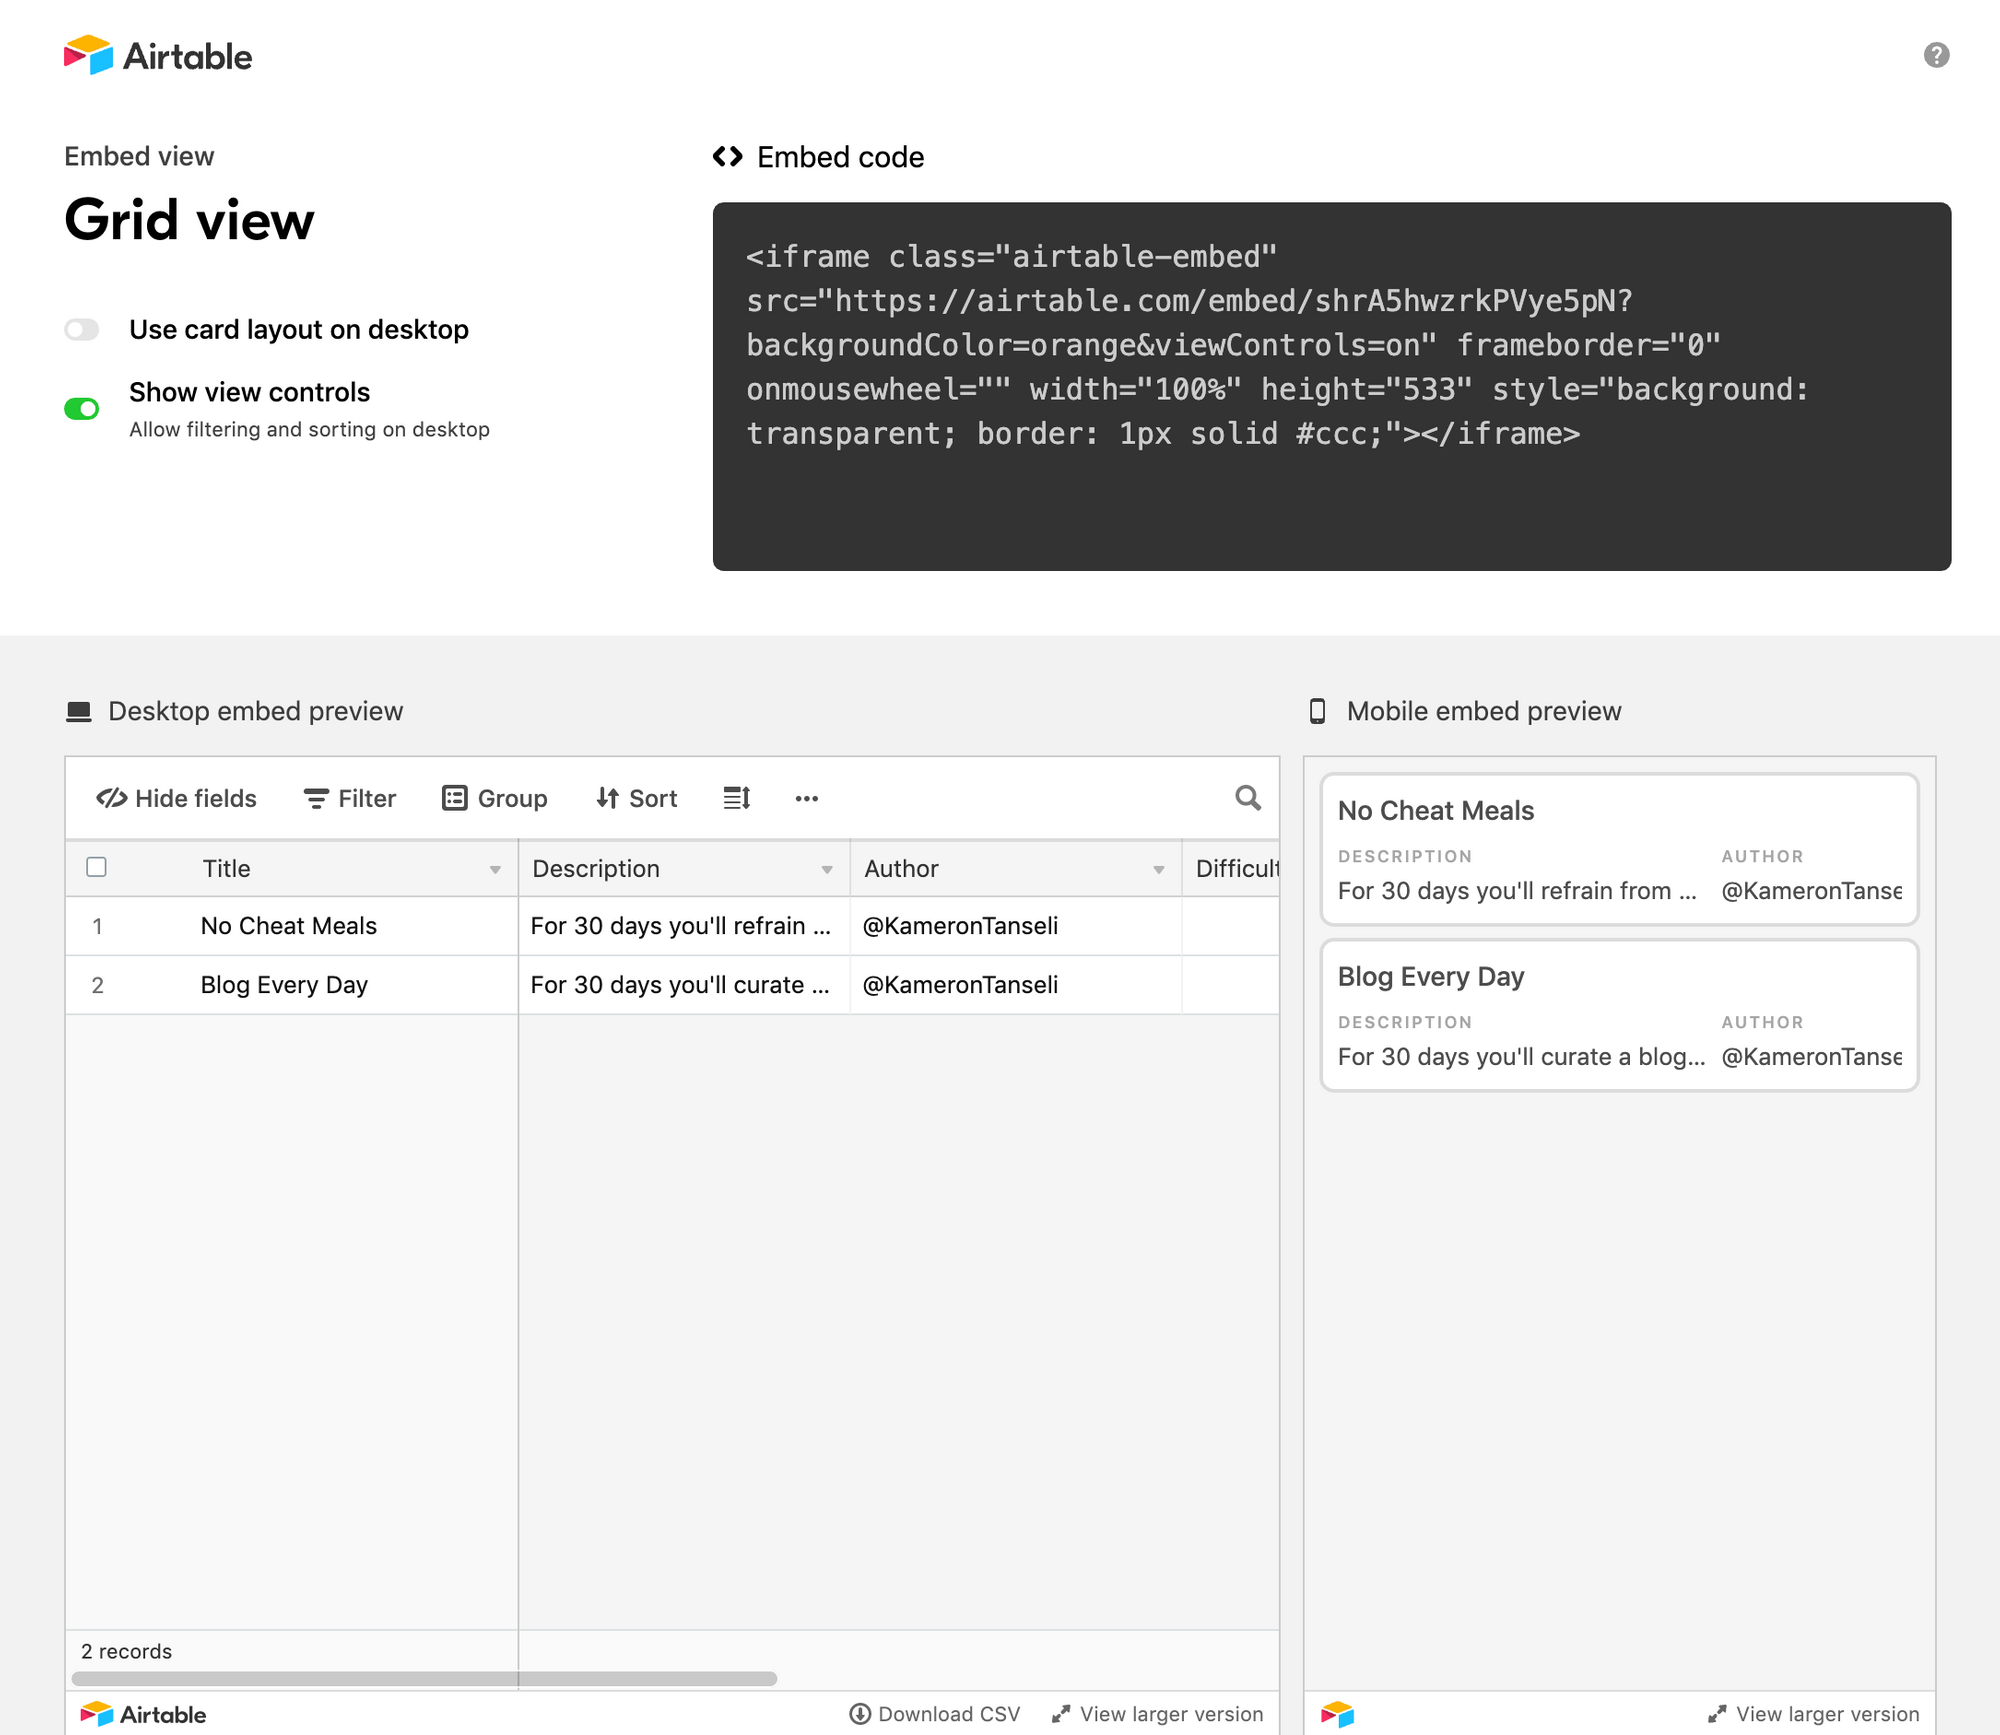 Airtable
?
Embed view
Grid view
Use card layout on desktop
Show view controls
Allow filtering and sorting on desktop
Embed code
<iframe class="airtable-embed"
src="https://airtable.com/embed/shrA5hwzrkPVye5pN?
backgroundColor=orange&viewControls=on" frameborder="0"
onmousewheel="" width="100%" height="533" style="background:
transparent; border: 1px solid #ccc;"></iframe>
Desktop embed preview
Hide fields Filter Group Sort
Title Description Author Difficult
1 No Cheat Meals For 30 days you'll refrain ... @KameronTanseli
2 Blog Every Day For 30 days you'll curate ... @KameronTanseli
2 records
Airtable Download CSV View larger version
Mobile embed preview
No Cheat Meals
DESCRIPTION AUTHOR
For 30 days you'll refrain from ... @KameronTanse
Blog Every Day
DESCRIPTION AUTHOR
For 30 days you'll curate a blog... @KameronTanse
View larger version